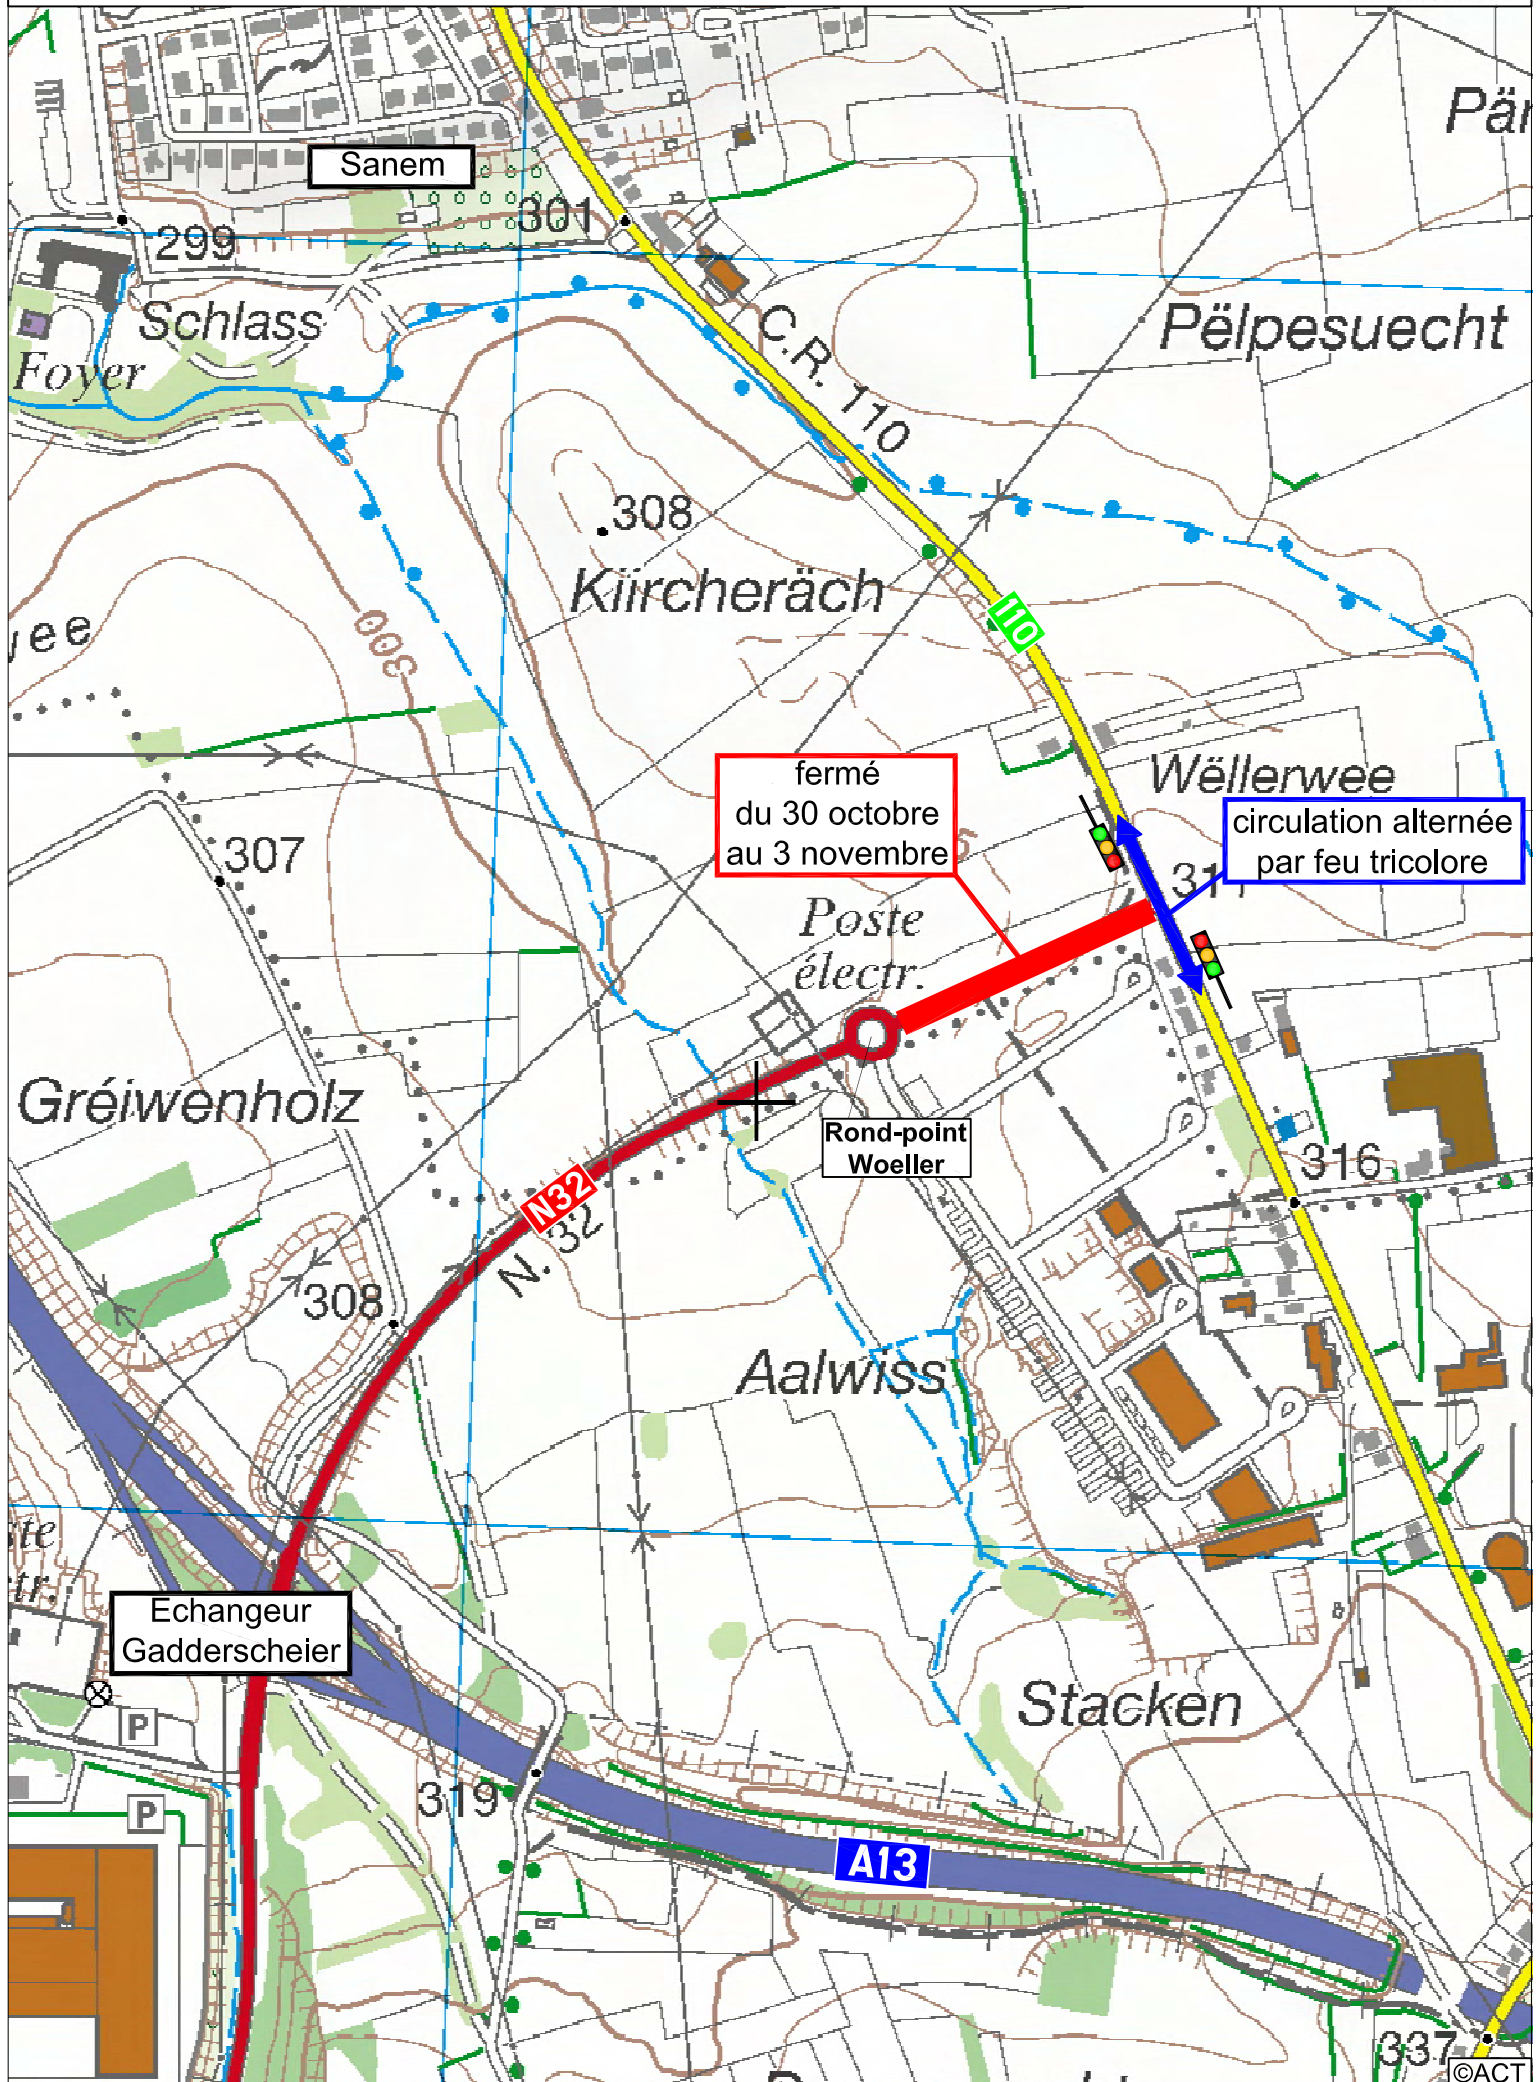 Sanem
301
299
Schlass
Foyer
C.R. 110
Pëlpesuecht
308
Kiircheräch
300
110
Wëllerwee
fermé
du 30 octobre
au 3 novembre
circulation alternée
par feu tricolore
307
Poste
électr.
Gréiwenholz
Rond-point
Woeller
316
N32
N. 32
308
Aalwiss
Echangeur
Gadderscheier
Stacken
P
P
319
A13
337
©ACT